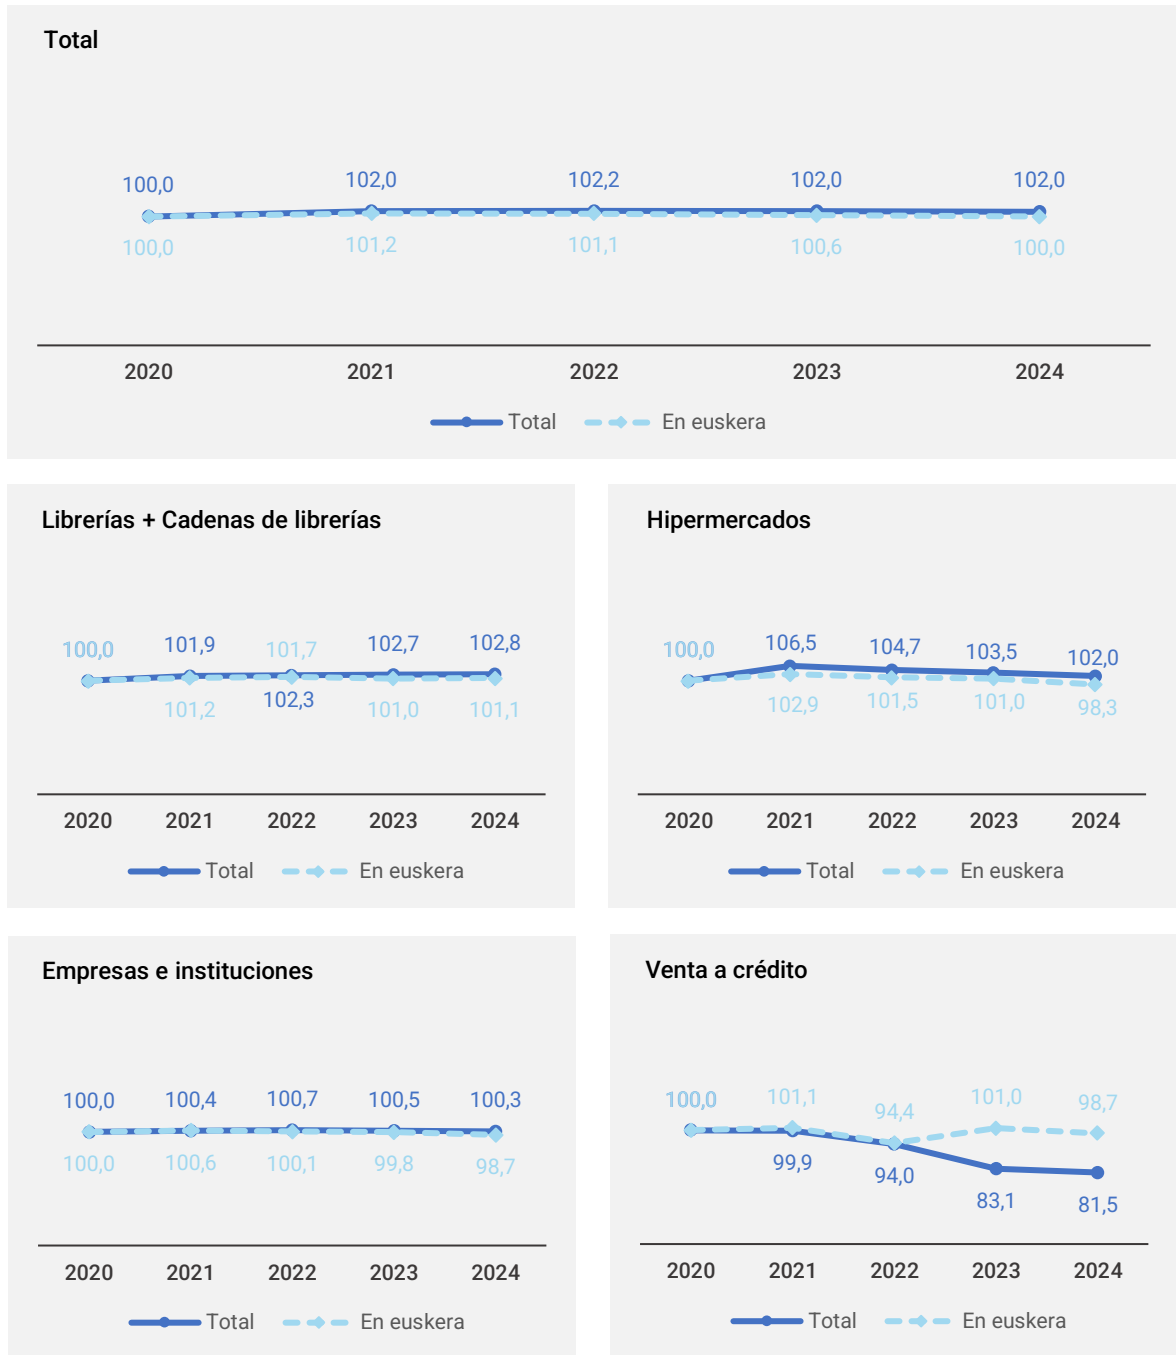 Total
100,0 102,0 102,2 102,0 102,0
100,0 101,2 101,1 100,6 100,0
2020 2021 2022 2023 2024
Total En euskera
Librerías + Cadenas de librerías
100,0 101,9 101,7 102,7 102,8
101,2 102,3 101,0 101,1
2020 2021 2022 2023 2024
Total En euskera
Hipermercados
100,0 106,5 104,7 103,5 102,0
102,9 101,5 101,0 98,3
2020 2021 2022 2023 2024
Total En euskera
Empresas e instituciones
100,0 100,4 100,7 100,5 100,3
100,0 100,6 100,1 99,8 98,7
2020 2021 2022 2023 2024
Total En euskera
Venta a crédito
100,0 101,1 94,4 101,0 98,7
99,9 94,0 83,1 81,5
2020 2021 2022 2023 2024
Total En euskera